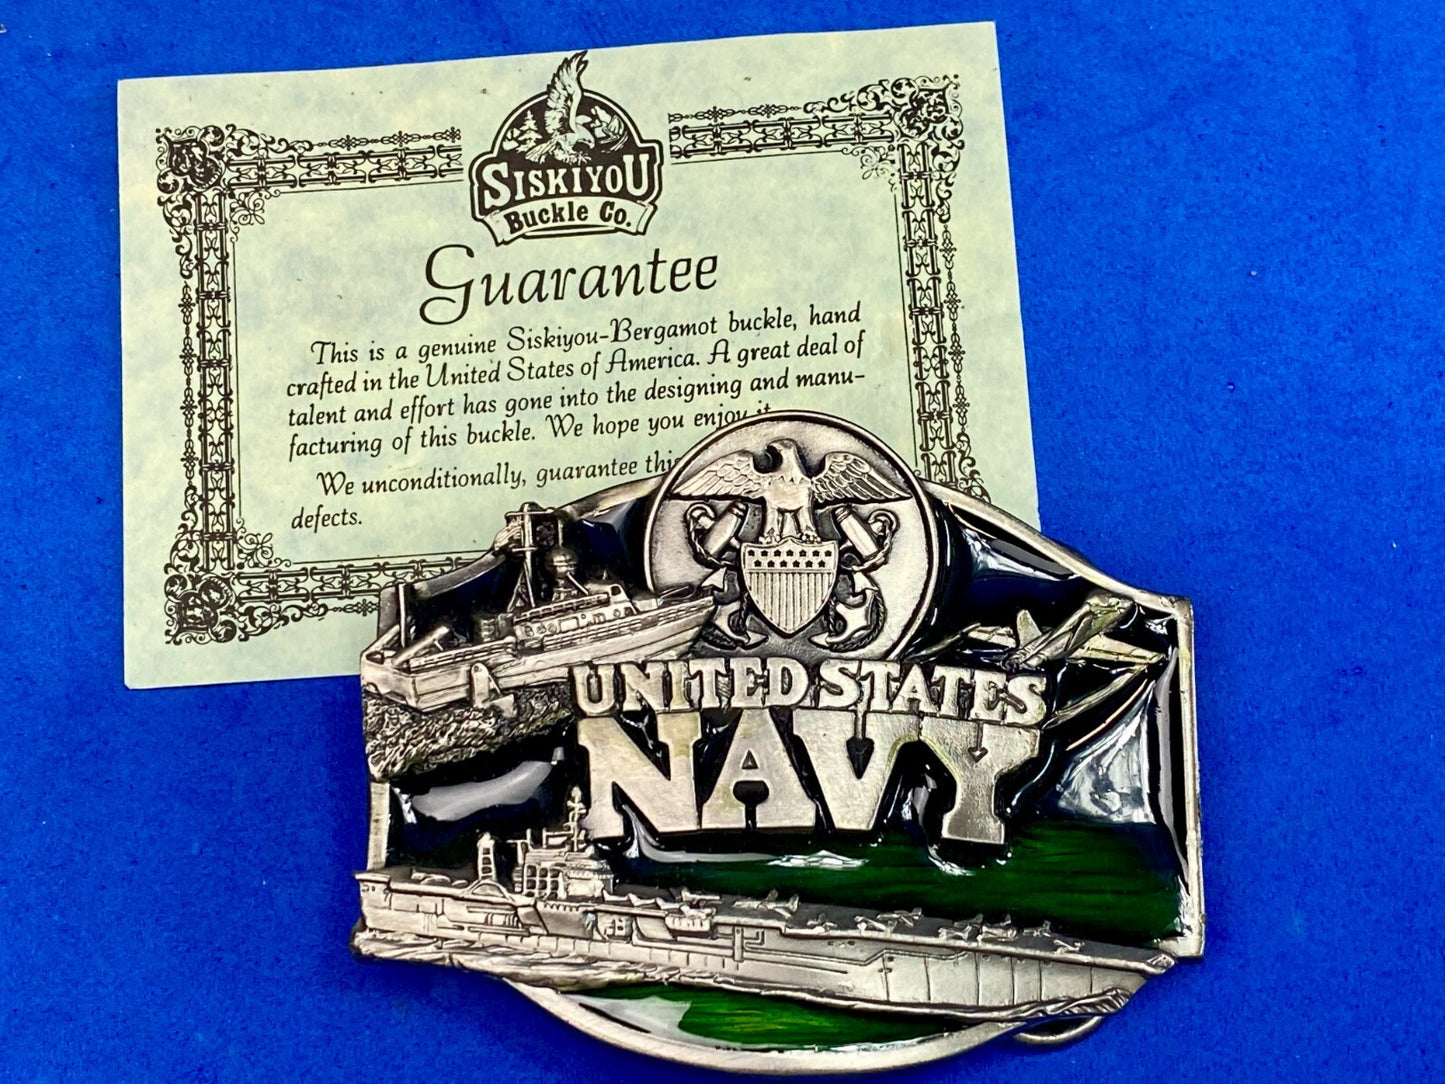 SISKIYOU
Buckle Co.
Guarantee
This is a genuine Siskiyou-Bergamot buckle, hand
crafted in the United States of America. A great deal of
talent and effort has gone into the designing and manu-
facturing of this buckle. We hope you enjoy it
We unconditionally, guarantee this
defects.
UNITED STATES
NAVY